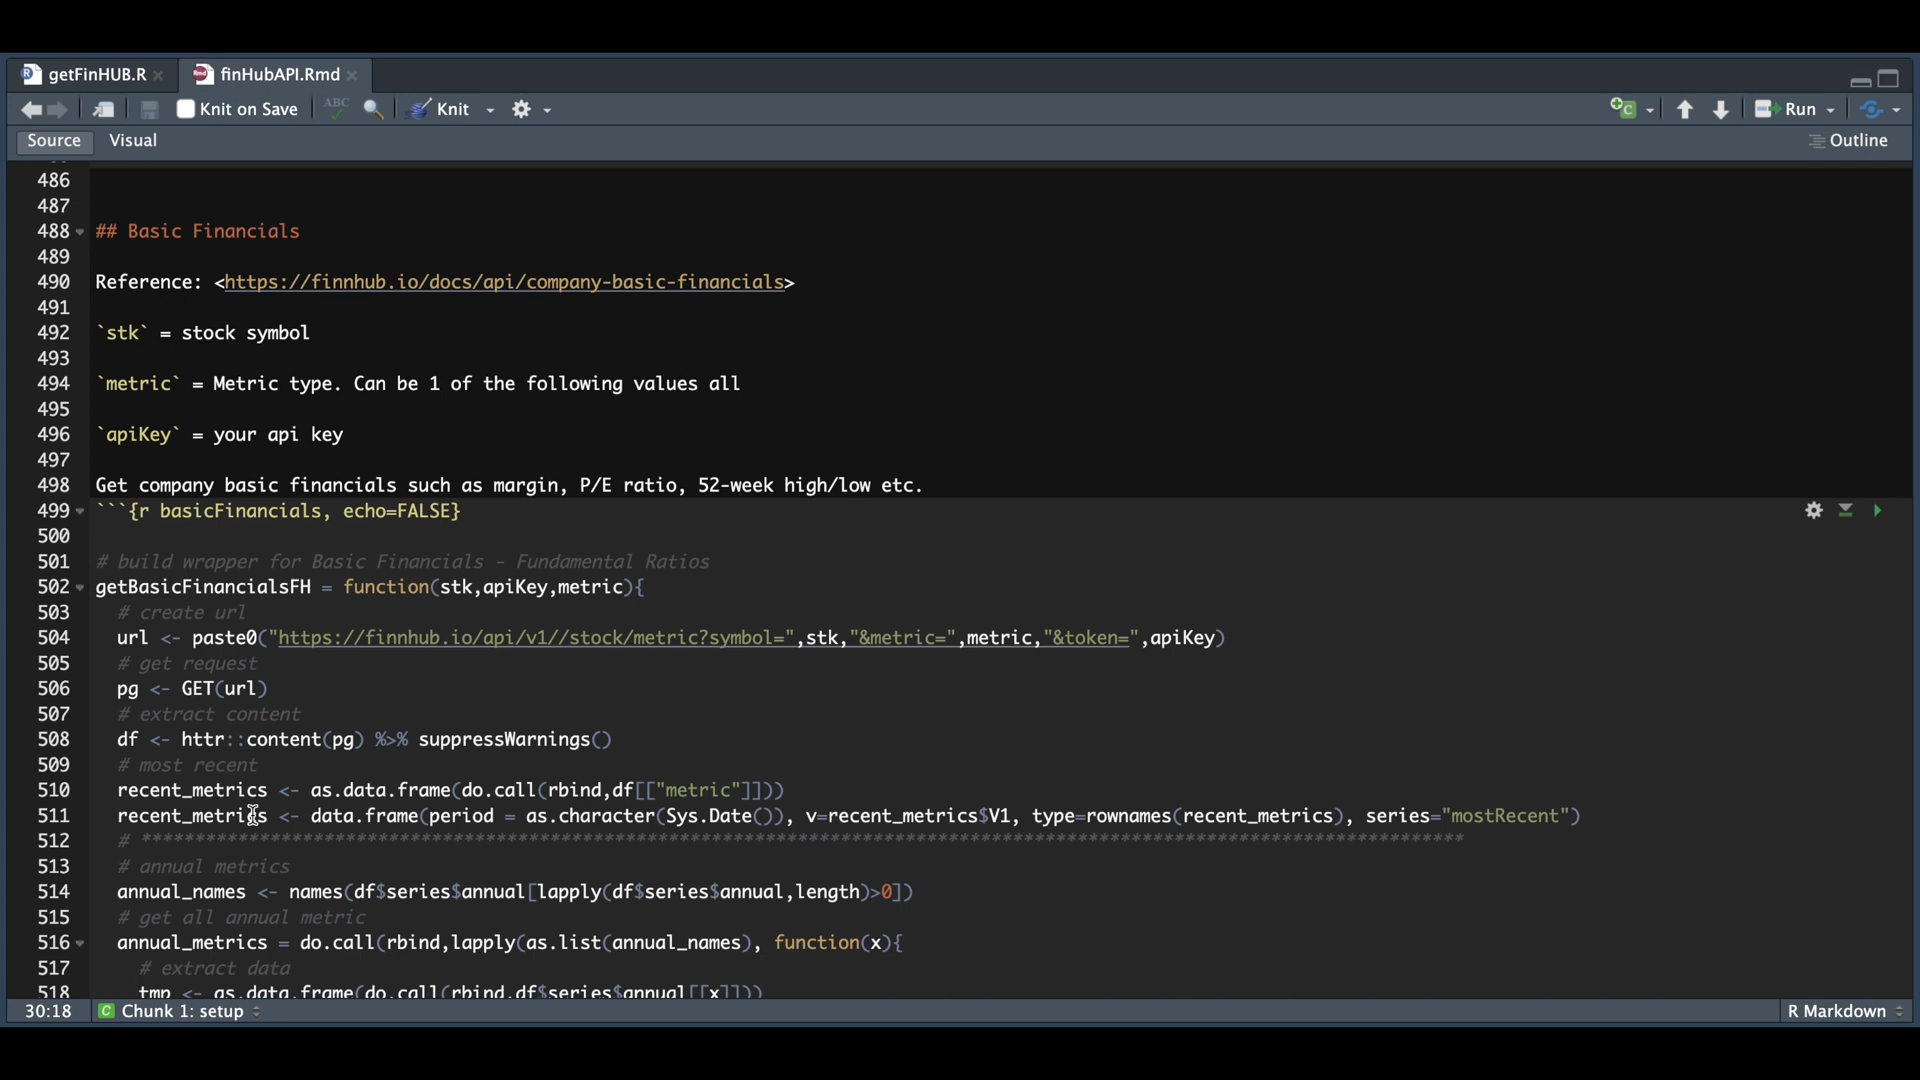 getFinHUB.R
finHubAPI.Rmd
Knit on Save
ABC
Knit
Run
Source
Visual
Outline
486
487
488 ## Basic Financials
489
490 Reference: <https://finnhub.io/docs/api/company-basic-financials>
491
492 `stk` = stock symbol
493
494 `metric` = Metric type. Can be 1 of the following values all
495
496 `apiKey` = your api key
497
498 Get company basic financials such as margin, P/E ratio, 52-week high/low etc.
499 ```{r basicFinancials, echo=FALSE}
500
501 # build wrapper for Basic Financials - Fundamental Ratios
502 getBasicFinancialsFH = function(stk,apiKey,metric){
503 # create url
504 url <- paste0("https://finnhub.io/api/v1//stock/metric?symbol=",stk,"&metric=",metric,"&token=",apiKey)
505 # get request
506 pg <- GET(url)
507 # extract content
508 df <- httr::content(pg) %>% suppressWarnings()
509 # most recent
510 recent_metrics <- as.data.frame(do.call(rbind,df[["metric"]]))
511 recent_metrics <- data.frame(period = as.character(Sys.Date()), v=recent_metrics$V1, type=rownames(recent_metrics), series="mostRecent")
512 # ***************************************************************************************************************************
513 # annual metrics
514 annual_names <- names(df$series$annual[lapply(df$series$annual,length)>0])
515 # get all annual metric
516 annual_metrics = do.call(rbind,lapply(as.list(annual_names), function(x){
517 # extract data
518 tmp <- as.data.frame(do.call(rbind,df$series$annual[[x]]))
30:18
C
Chunk 1: setup
R Markdown